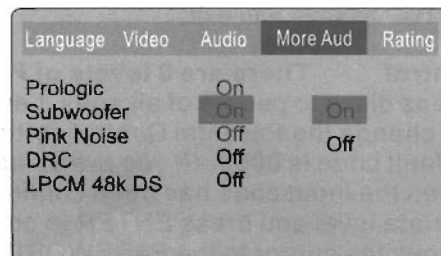 Language Video Audio More Aud Rating
Prologic On
Subwoofer On On
Pink Noise Off Off
DRC Off
LPCM 48k DS Off